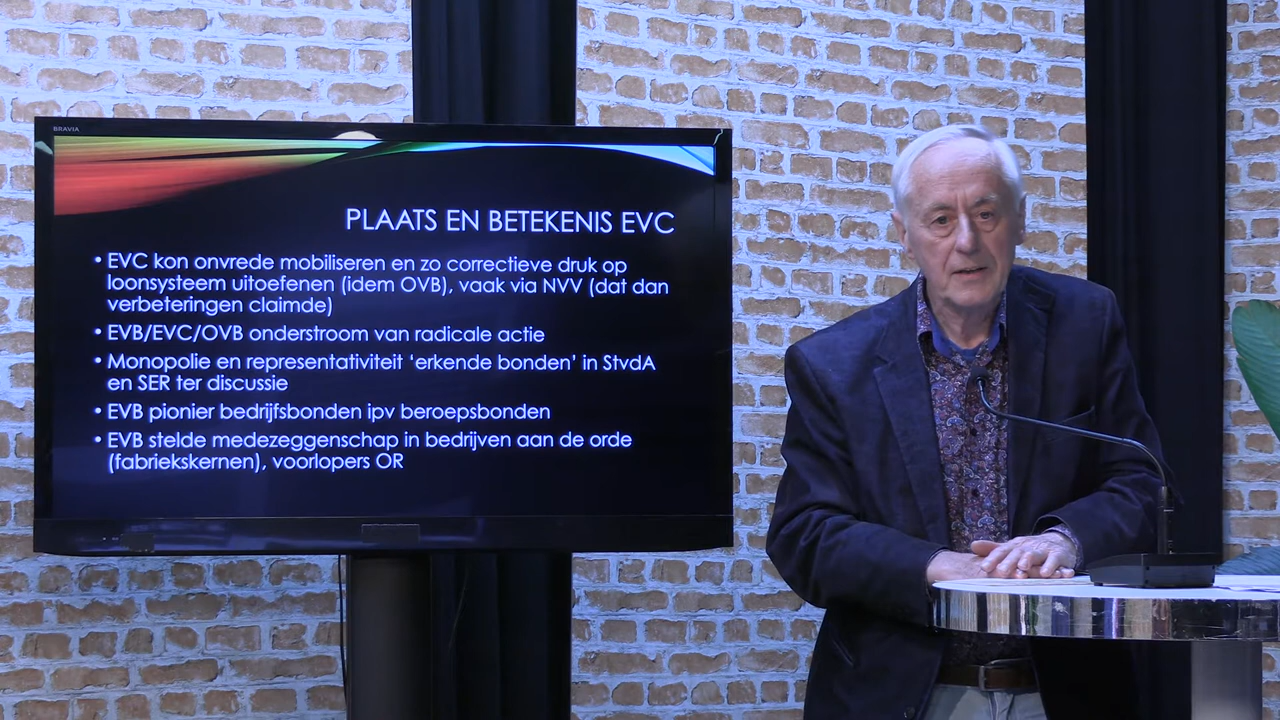 BRAVIA
PLAATS EN BETEKENIS EVC
• EVC kon onvrede mobiliseren en zo correctieve druk op
loonsysteem uitoefenen (idem OVB), vaak via NVV (dat dan
verbeteringen claimde)
• EVB/EVC/OVB onderstroom van radicale actie
• Monopolie en representativiteit ‘erkende bonden’ in StvdA
en SER ter discussie
• EVB pionier bedrijfsbonden ipv beroepsbonden
• EVB stelde medezeggenschap in bedrijven aan de orde
(fabriekskernen), voorlopers OR